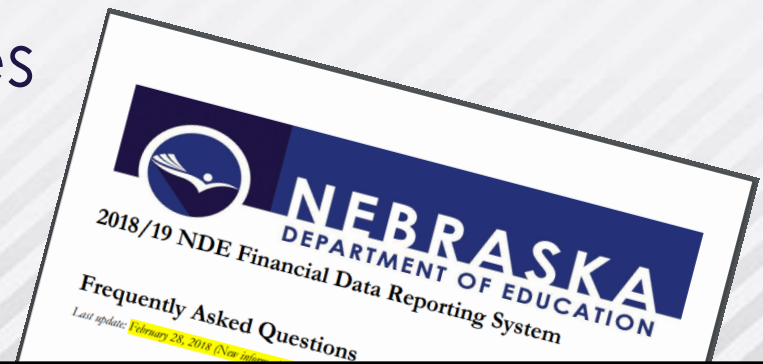 es
NEBRASKA
DEPARTMENT OF EDUCATION
2018/19 NDE Financial Data Reporting System
Frequently Asked Questions
Last update: February 28, 2018 (New